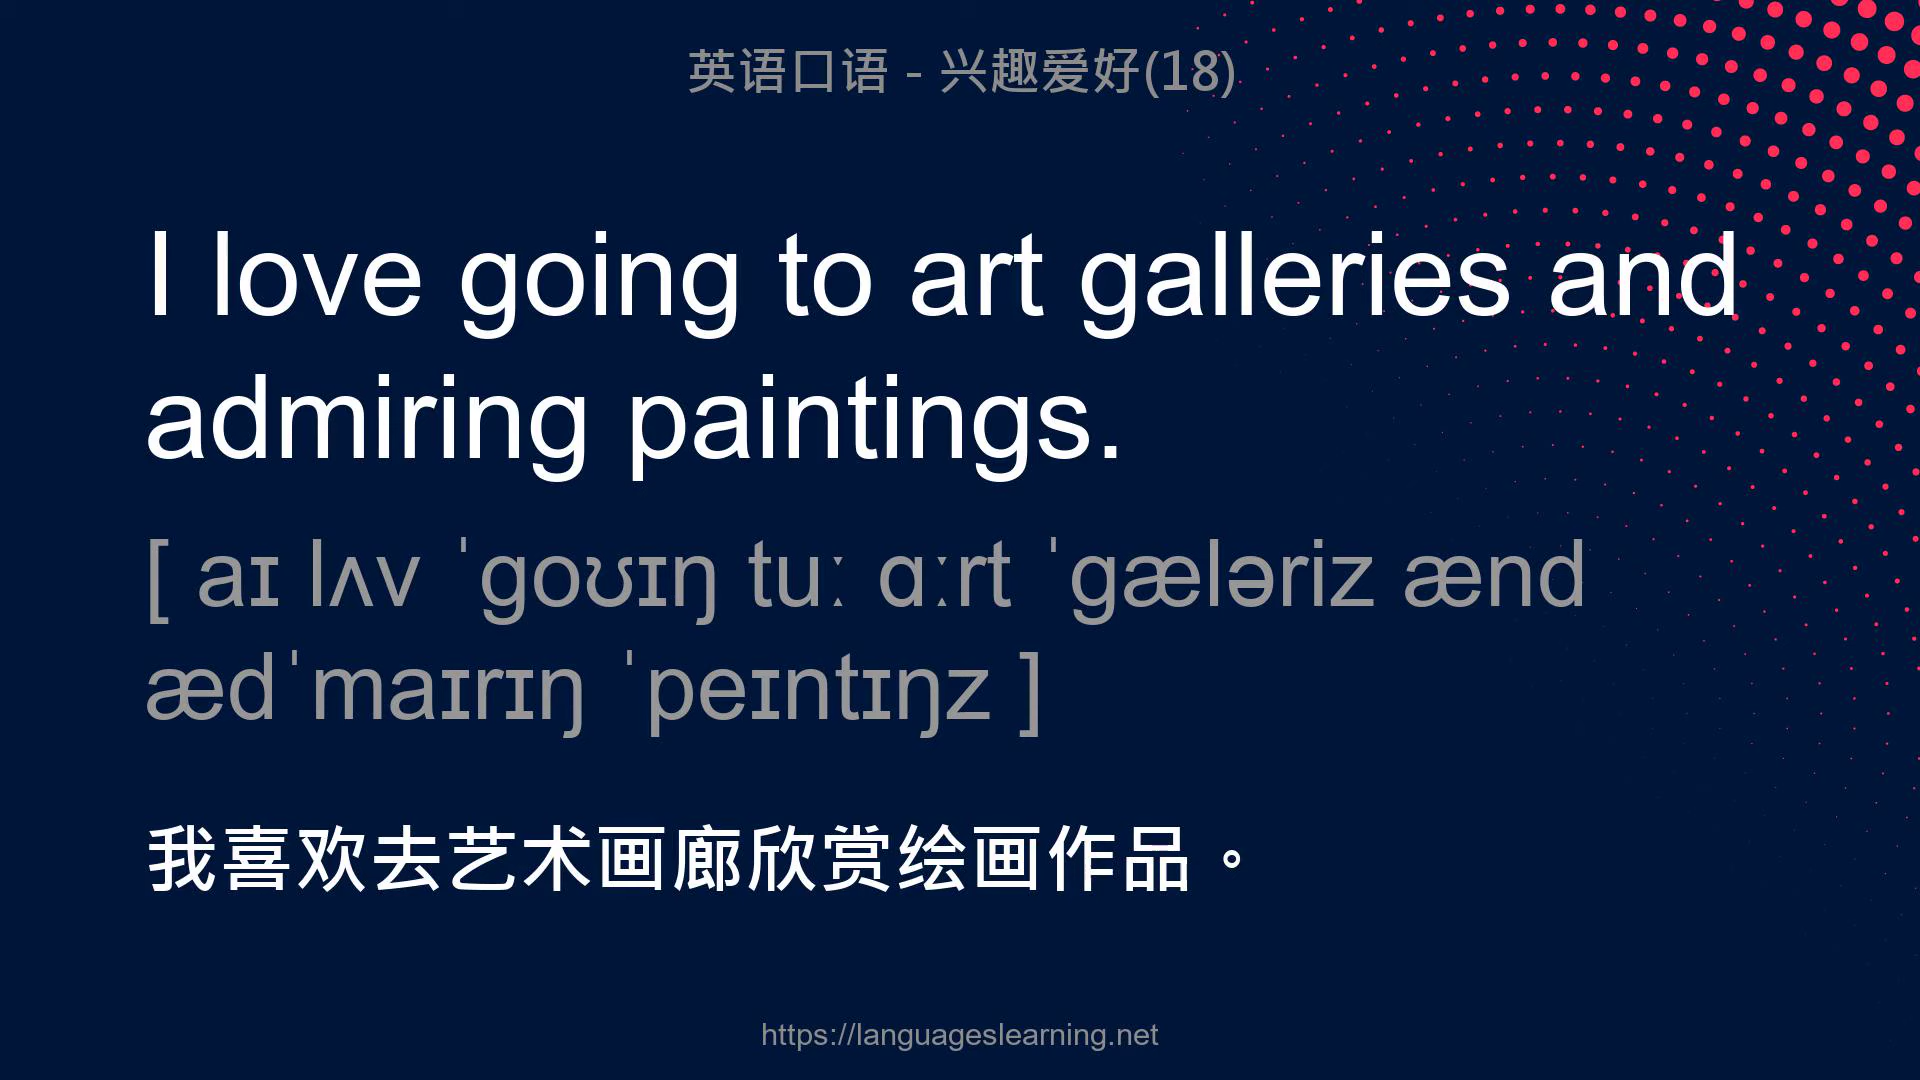 英语口语 - 兴趣爱好(18)
I love going to art galleries and
admiring paintings.
[ aɪ lʌv ˈɡoʊɪŋ tuː ɑːrt ˈɡæləriz ænd
ædˈmaɪrɪŋ ˈpeɪntɪŋz ]
我喜欢去艺术画廊欣赏绘画作品。
https://languageslearning.net